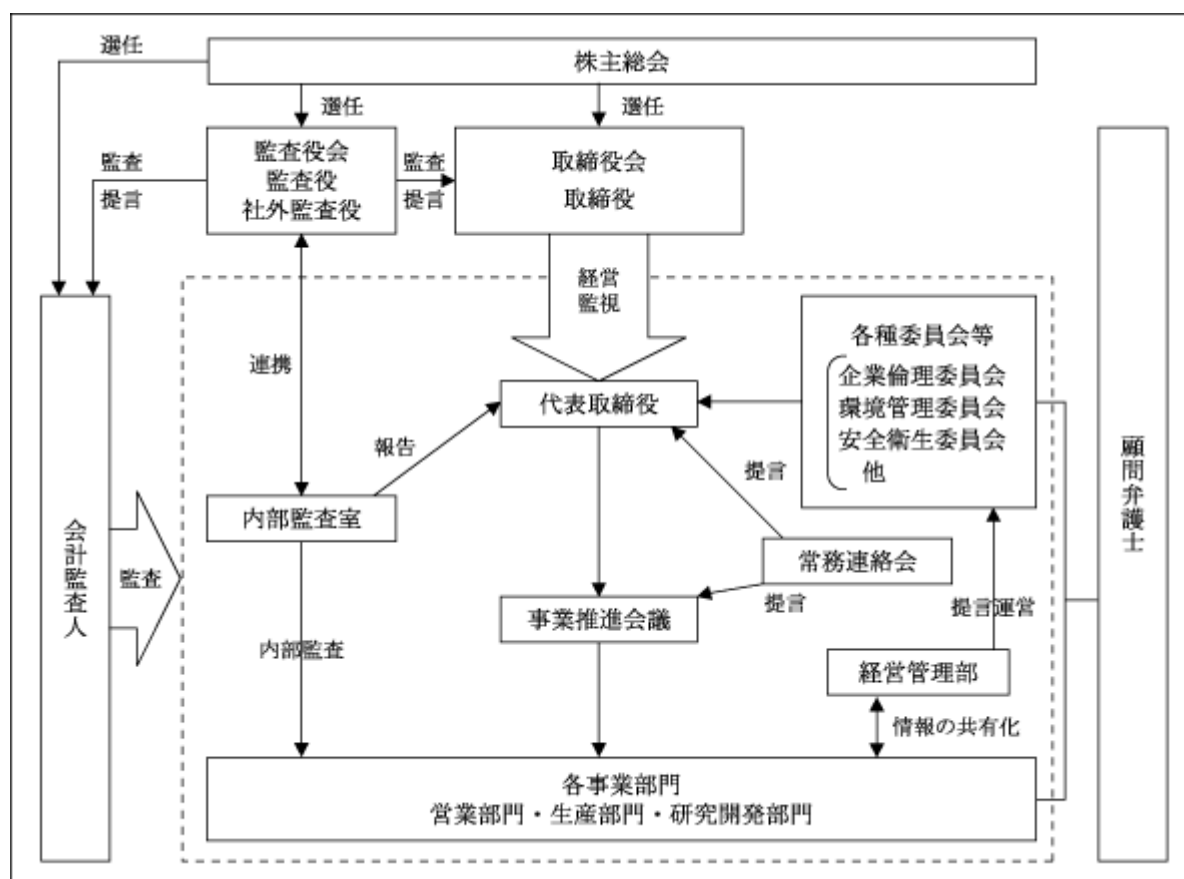 選任
株主総会
選任
選任
監査
提言
監査役会
監査役
社外監査役
監査
提言
取締役会
取締役
経営
監視
連携
各種委員会等
企業倫理委員会
環境管理委員会
安全衛生委員会
他
代表取締役
報告
提言
内部監査室
常務連絡会
会計監査人
監査
顧問弁護士
提言
提言運営
事業推進会議
内部監査
経営管理部
情報の共有化
各事業部門
営業部門・生産部門・研究開発部門